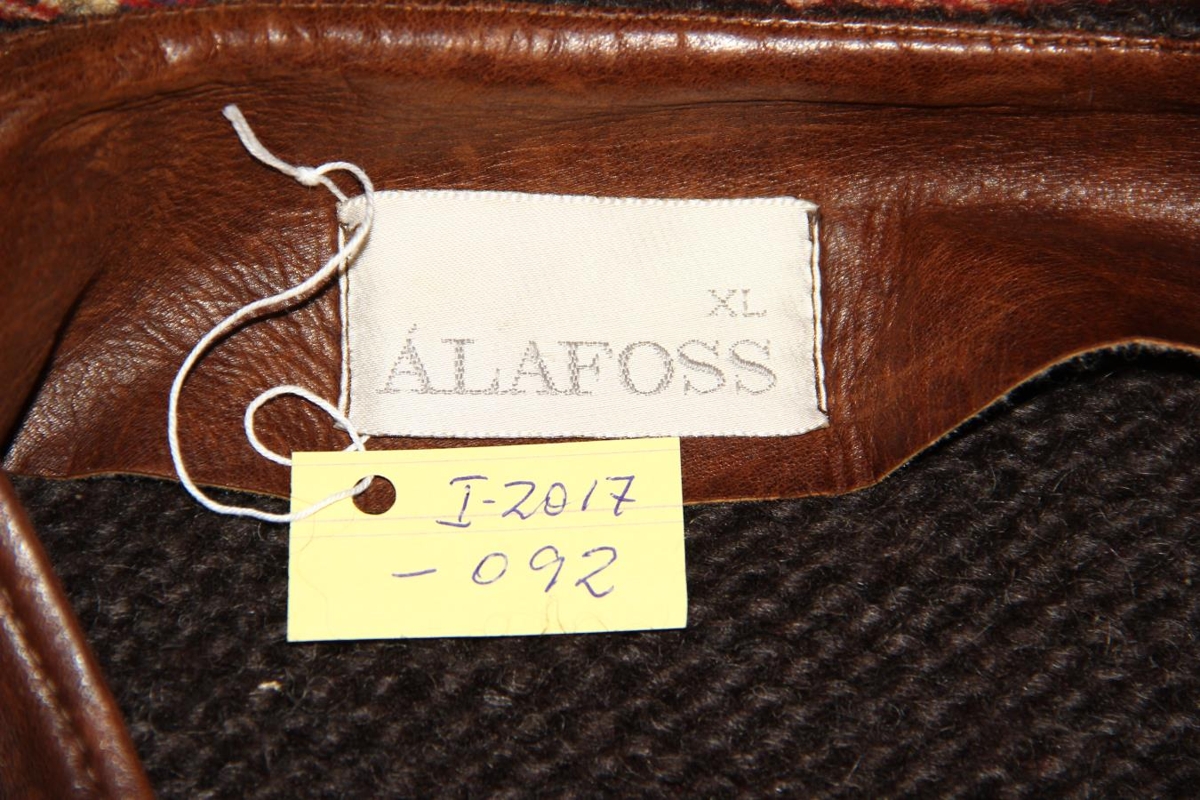 XL
ÁLAFOSS
I-2017
- 092